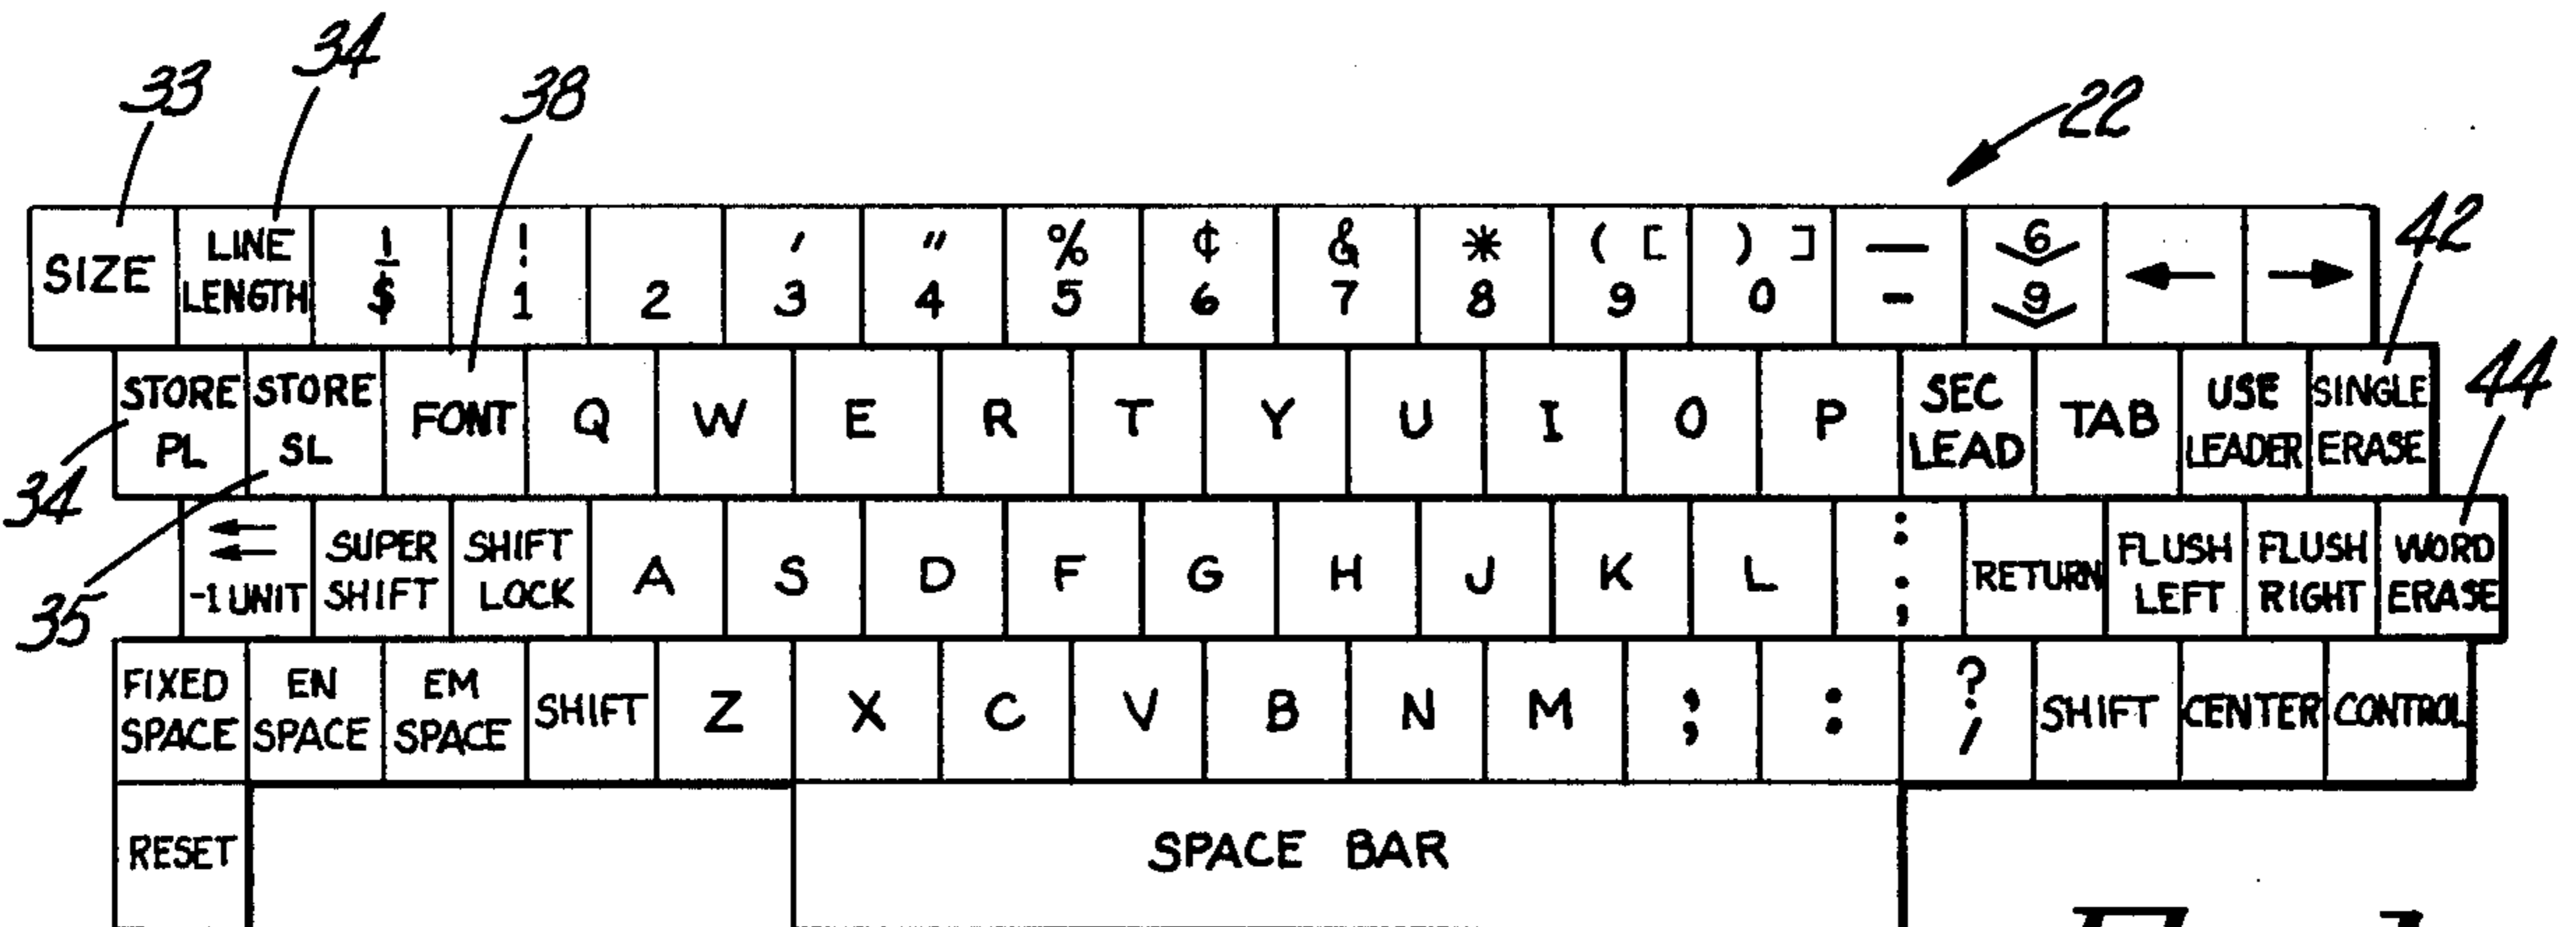 33 34 38 22 42
SIZE LINE LENGTH 1 $ ! 1 2 ' 3 " 4 % 5 ¢ 6 & 7 * 8 ( [ 9 ) ] 0 — - 6 9 ← →
44
STORE PL STORE SL FONT Q W E R T Y U I O P SEC LEAD TAB USE LEADER SINGLE ERASE
34
← ← -1 UNIT SUPER SHIFT SHIFT LOCK A S D F G H J K L : ; RETURN FLUSH LEFT FLUSH RIGHT WORD ERASE
35
FIXED SPACE EN SPACE EM SPACE SHIFT Z X C V B N M ; : ? / SHIFT CENTER CONTROL
RESET SPACE BAR